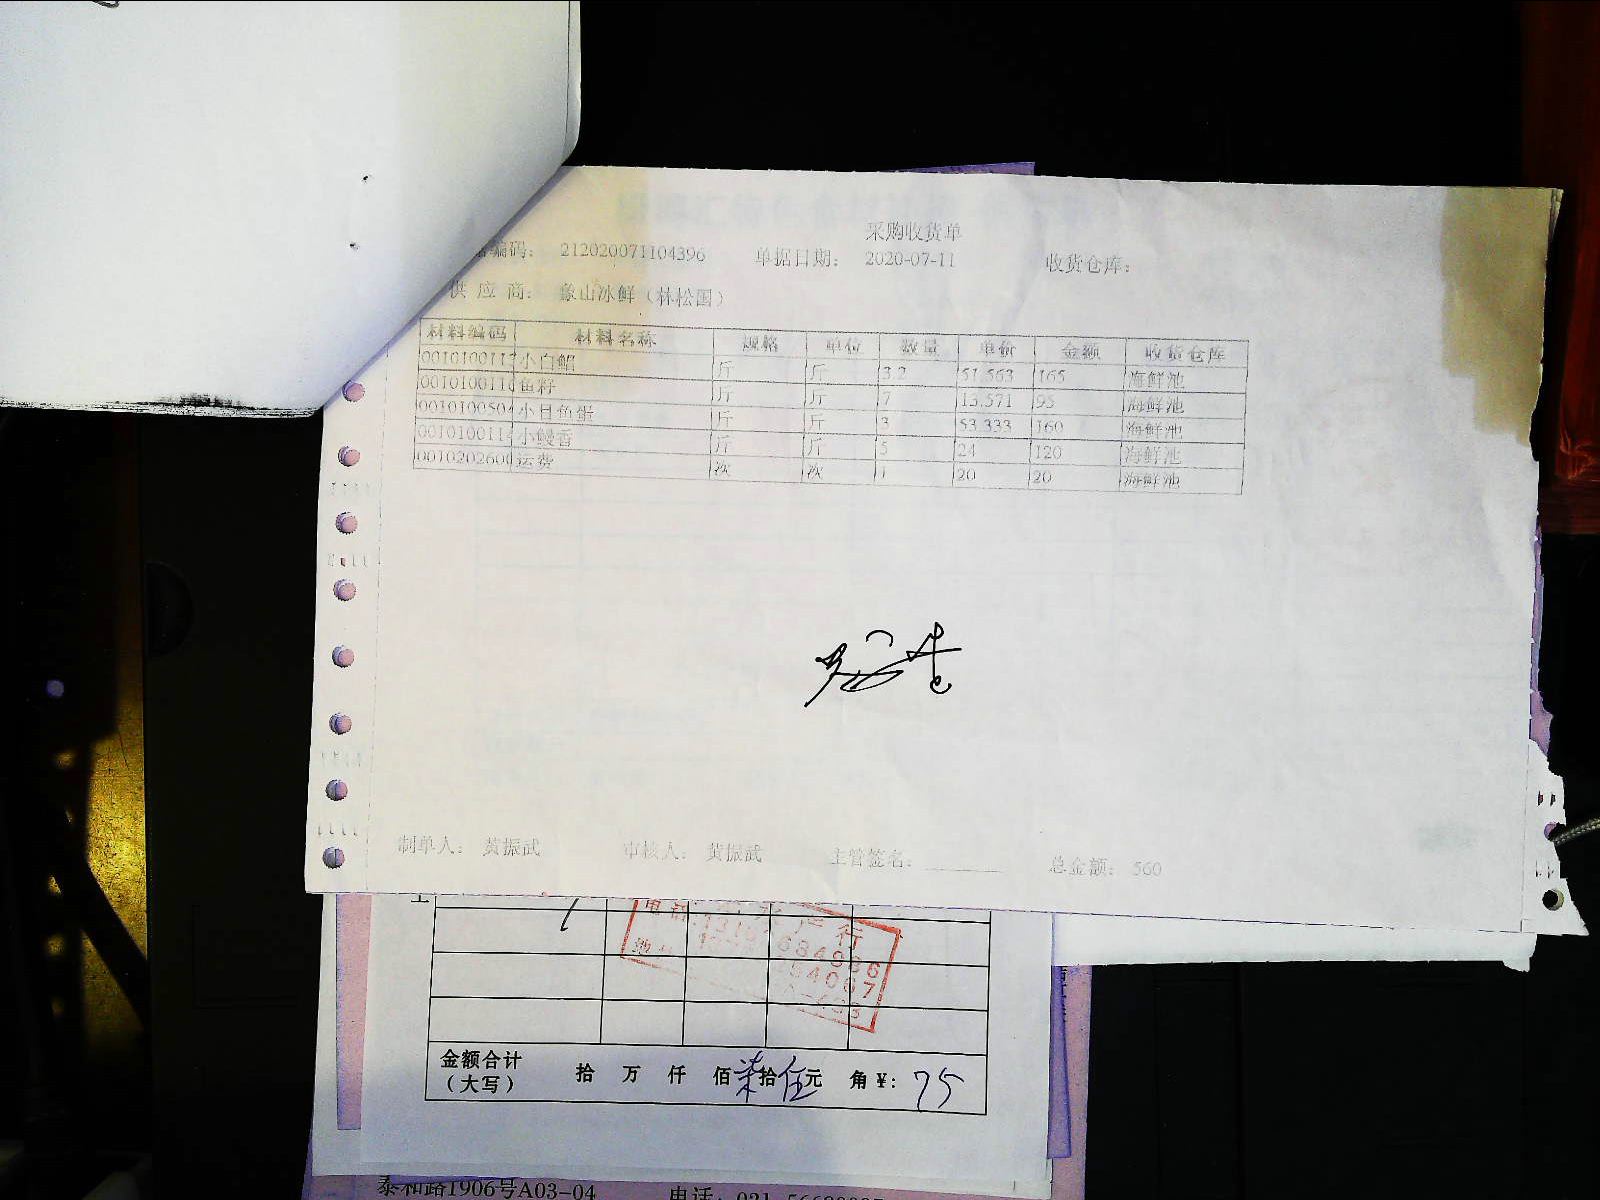 采购收货单
编码： 212020071104396 单据日期： 2020-07-11 收货仓库：
供 应 商： 象山冰鲜（林松国）
材料编码 材料名称 规格 单位 数量 单价 金额 收货仓库
001010011 小白鲳 斤 斤 3.2 51.563 165 海鲜池
001010011 鱼籽 斤 斤 7 13.571 95 海鲜池
001010050 小目鱼蛋 斤 斤 3 53.333 160 海鲜池
001010011 小鳗香 斤 斤 5 24 120 海鲜池
001020260 运费 次 次 1 20 20 海鲜池
制单人： 黄振武 审核人： 黄振武 主管签名： 总金额： 560
金额合计
（大写） 拾 万 仟 佰 柒 拾 伍 元 角 ¥: 75
泰和路1906号A03-04 电话：021-566